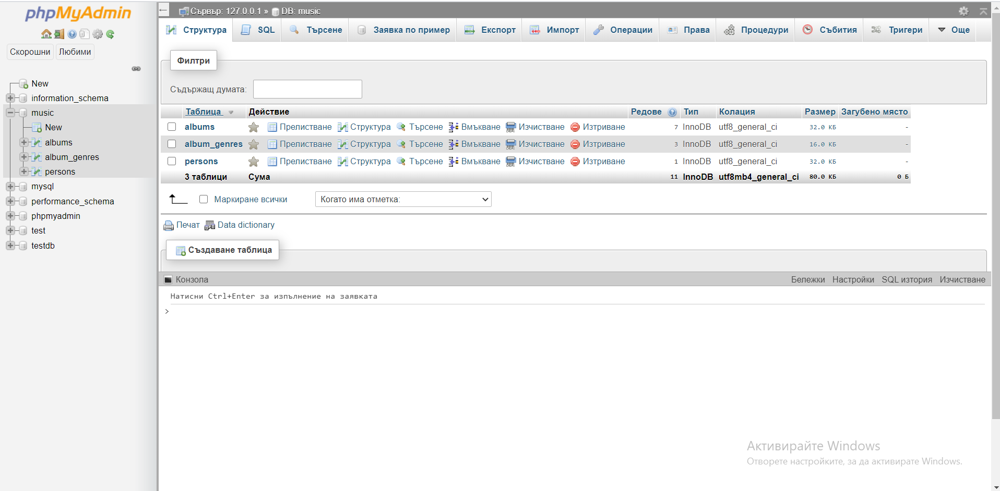 phpMyAdmin
Скорошни Любими
New
information_schema
music
New
albums
album_genres
persons
mysql
performance_schema
phpmyadmin
test
testdb
← Сървър: 127.0.0.1 » DB: music
Структура SQL Търсене Заявка по пример Експорт Импорт Операции Права Процедури Събития Тригери Още
Филтри
Съдържащ думата:
Таблица Действие Редове Тип Колация Размер Загубено място
albums Прелистване Структура Търсене Вмъкване Изчистване Изтриване 7 InnoDB utf8_general_ci 32.0 КБ -
album_genres Прелистване Структура Търсене Вмъкване Изчистване Изтриване 3 InnoDB utf8_general_ci 16.0 КБ -
persons Прелистване Структура Търсене Вмъкване Изчистване Изтриване 1 InnoDB utf8_general_ci 32.0 КБ -
3 таблици Сума 11 InnoDB utf8mb4_general_ci 80.0 КБ 0 Б
Маркиране всички Когато има отметка:
Печат Data dictionary
Създаване таблица
Конзола Бележки Настройки SQL изтория Изчистване
Натисни Ctrl+Enter за изпълнение на заявката
>
Активирайте Windows
Отворете настройките, за да активирате Windows.